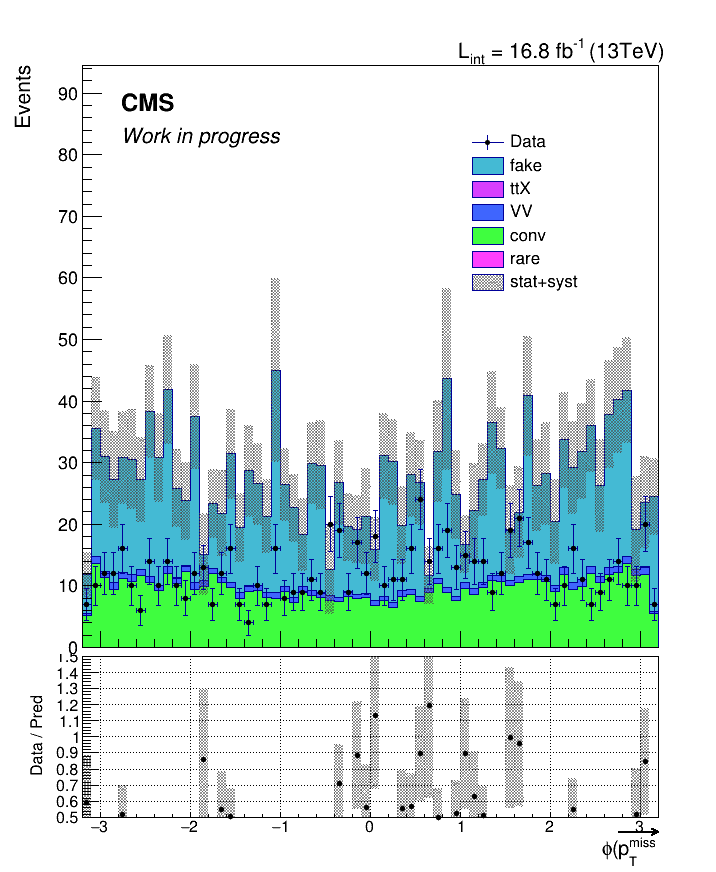 L_int = 16.8 fb^-1 (13TeV)
Events
CMS
Work in progress
Data
fake
ttX
VV
conv
rare
stat+syst
90
80
70
60
50
40
30
20
10
0
Data / Pred
1.5
1.4
1.3
1.2
1.1
1
0.9
0.8
0.7
0.6
0.5
−3 −2 −1 0 1 2 3
ϕ(p_T^miss